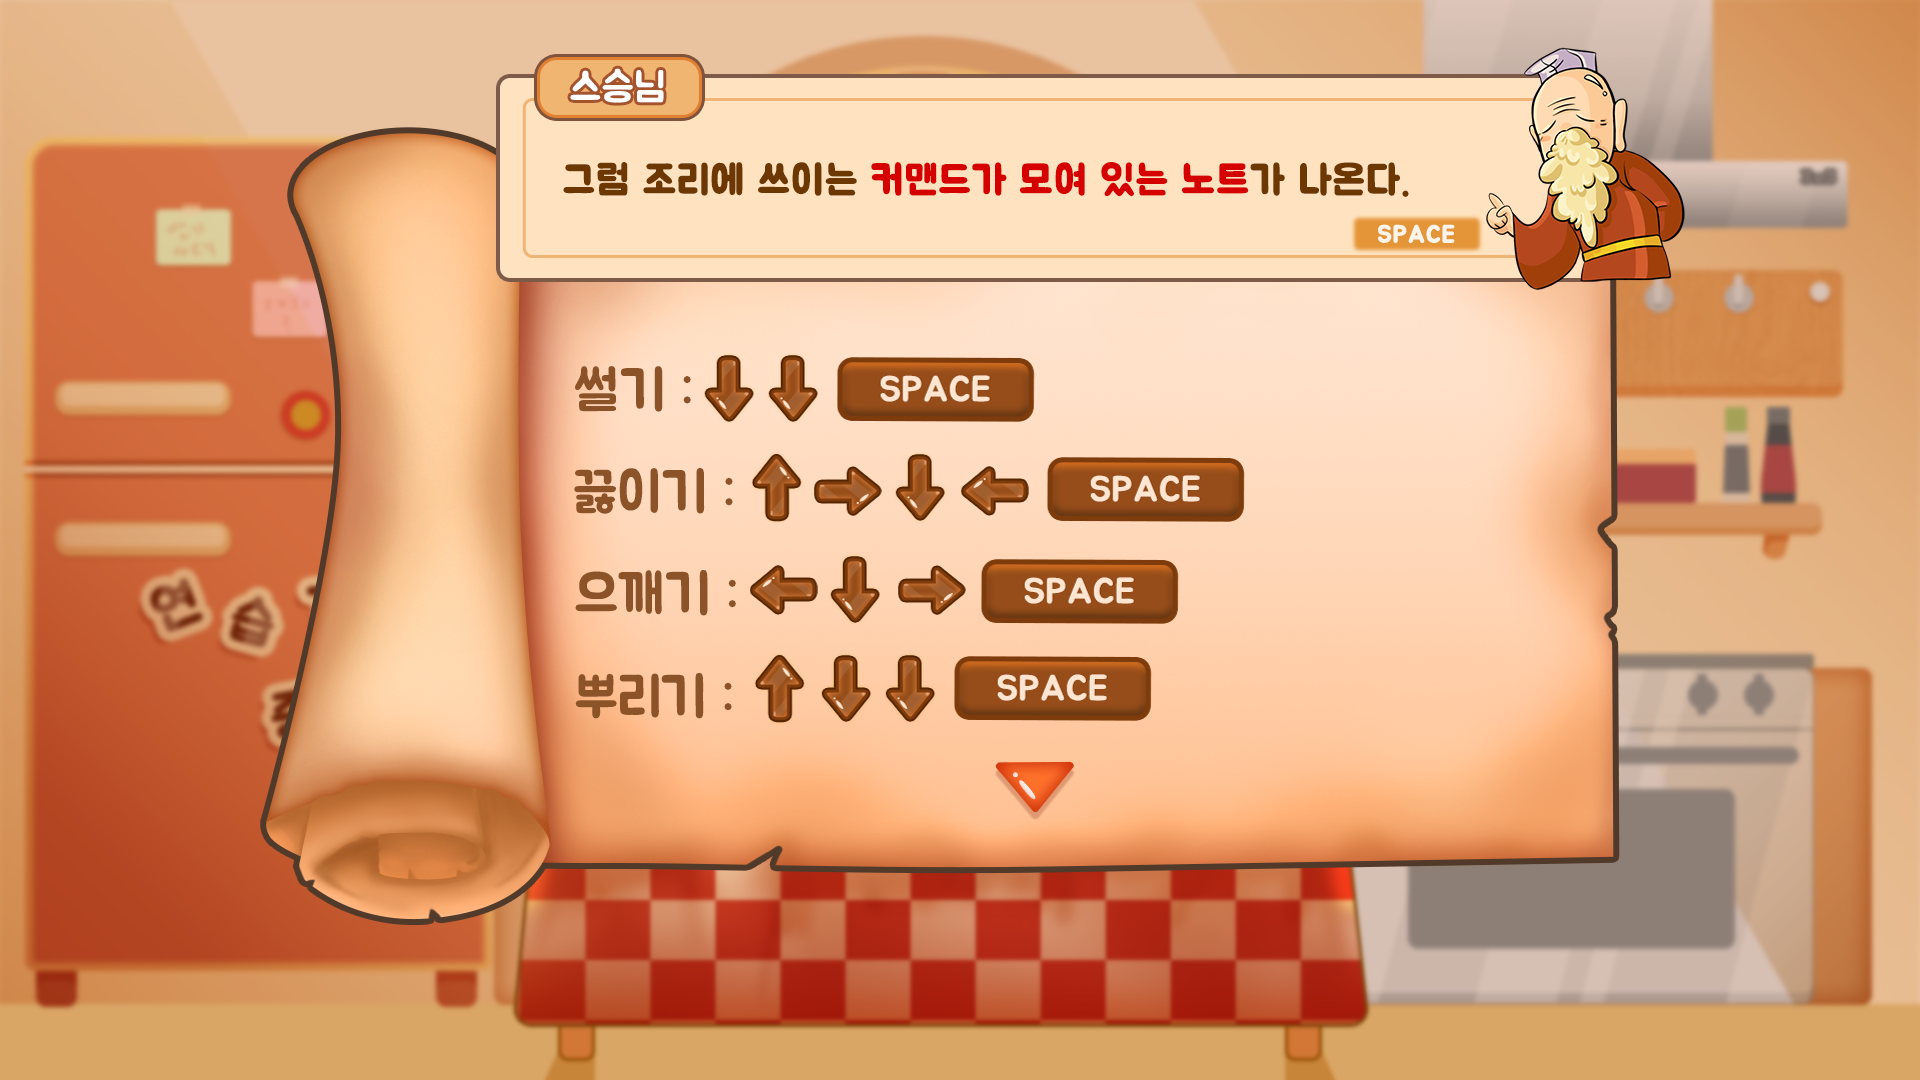 스승님
그럼 조리에 쓰이는 커맨드가 모여 있는 노트가 나온다.
SPACE
썰기 : ↓ ↓ SPACE
끓이기 : ↑ → ↓ ← SPACE
으깨기 : ← ↓ → SPACE
뿌리기 : ↑ ↓ ↓ SPACE